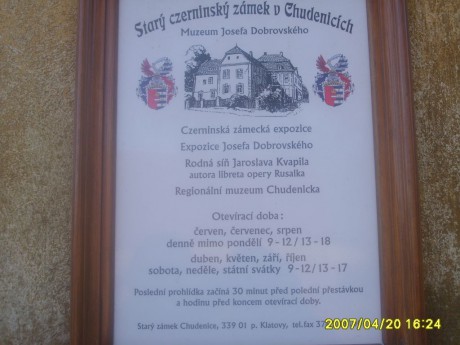 Starý czerninský zámek v Chudenicích
Muzeum Josefa Dobrovského
Czerninská zámecká expozice
Expozice Josefa Dobrovského
Rodná síň Jaroslava Kvapila
autora libreta opery Rusalka
Regionální muzeum Chudenicka
Otevírací doba:
červen, červenec, srpen
denně mimo pondělí 9-12/13-18
duben, květen, září, říjen
sobota, neděle, státní svátky 9-12/13-17
Poslední prohlídka začíná 30 minut před polední přestávkou
a hodinu před koncem otevírací doby.
Starý zámek Chudenice, 339 01 p. Klatovy, tel.fax
2007/04/20 16:24